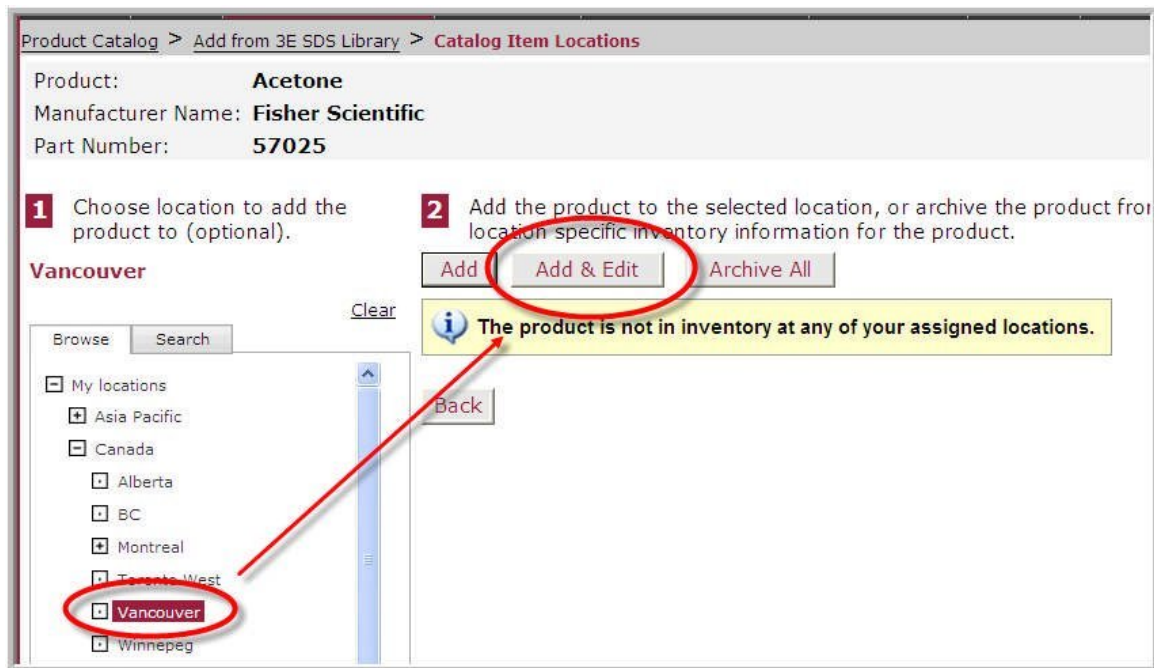 Product Catalog > Add from 3E SDS Library > Catalog Item Locations
Product: Acetone
Manufacturer Name: Fisher Scientific
Part Number: 57025
1 Choose location to add the
product to (optional).
Vancouver
Clear
Browse Search
My locations
Asia Pacific
Canada
Alberta
BC
Montreal
Toronto West
Vancouver
Winnepeg
2 Add the product to the selected location, or archive the product from
location specific inventory information for the product.
Add Add & Edit Archive All
The product is not in inventory at any of your assigned locations.
Back